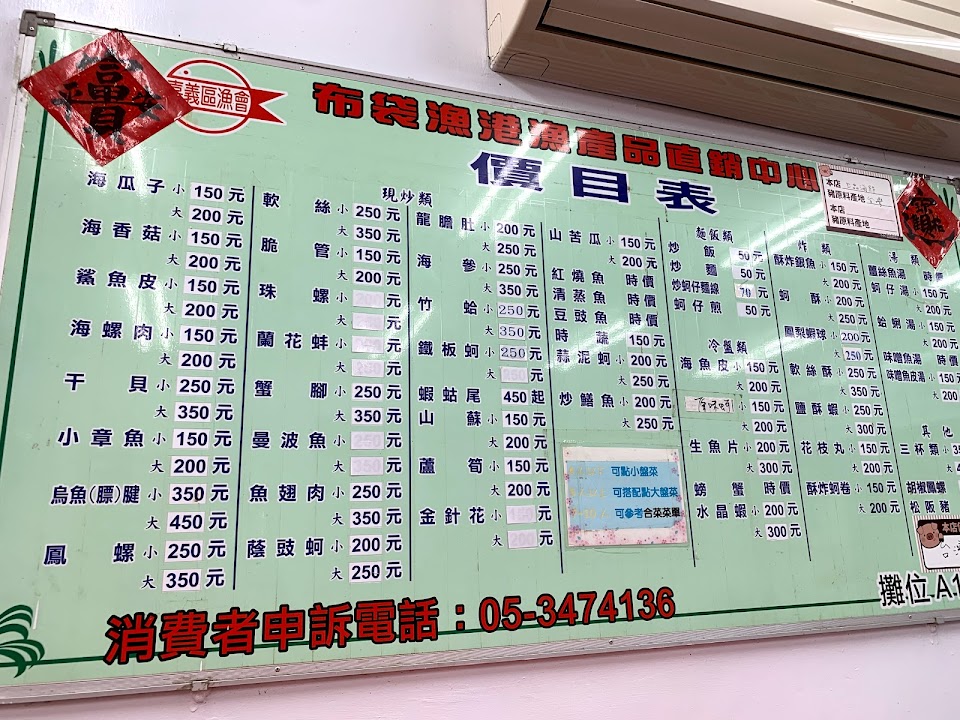 嘉義區漁會
布袋漁港漁產品直銷中心
價目表
海瓜子 小 150元
大 200元
海香菇 小 150元
大 200元
鯊魚皮 小 150元
大 200元
海螺肉 小 150元
大 200元
干貝 小 250元
大 350元
小章魚 小 150元
大 200元
烏魚(膘)腱 小 350元
大 450元
鳳螺 小 250元
大 350元
現炒類
軟絲 小 250元
大 350元
脆管 小 150元
大 200元
珠螺 小 元
大 元
蘭花蚌 小 元
大 元
蟹腳 小 250元
大 350元
曼波魚 小 元
大 元
魚翅肉 小 250元
大 350元
蔭豉蚵 小 200元
大 250元
龍膽肚 小 200元
大 250元
海參 小 250元
大 350元
竹蛤 小 250元
大 350元
鐵板蚵 小 250元
大 元
蝦蛄尾 450起
山蘇 小 150元
大 200元
蘆筍 小 150元
大 200元
金針花 小 元
大 元
山苦瓜 小 150元
大 200元
紅燒魚 時價
清蒸魚 時價
豆豉魚 時價
時蔬 150元
蒜泥蚵 小 200元
大 250元
炒鱔魚 小 200元
大 250元
可點小盤菜
可搭配點大盤菜
可參考合菜菜單
麵飯類
炒飯 50元
炒麵 50元
炒蚵仔麵線 70元
蚵仔煎 50元
冷盤類
海魚皮 小 150元
大 200元
小 150元
大 200元
生魚片 小 200元
大 300元
螃蟹 時價
水晶蝦 小 200元
大 300元
炸類
酥炸銀魚 小 150元
大 200元
蚵酥 小 200元
大 250元
鳳梨蝦球 小 200元
大 250元
軟絲酥 小 250元
大 350元
鹽酥蝦 小 250元
大 300元
花枝丸 小 150元
大 200元
酥炸蚵卷 小 150元
大 200元
湯類
薑絲魚湯 時價
蚵仔湯 小 150元
大 200元
蛤蜊湯 小 150元
大 200元
味噌魚湯 時價
味噌魚皮湯 小 150元
大 200元
其他
三杯類 小
大
胡椒鳳螺
松阪豬
本店
豬原料產地
本店
豬原料產地
消費者申訴電話：05-3474136
攤位 A1